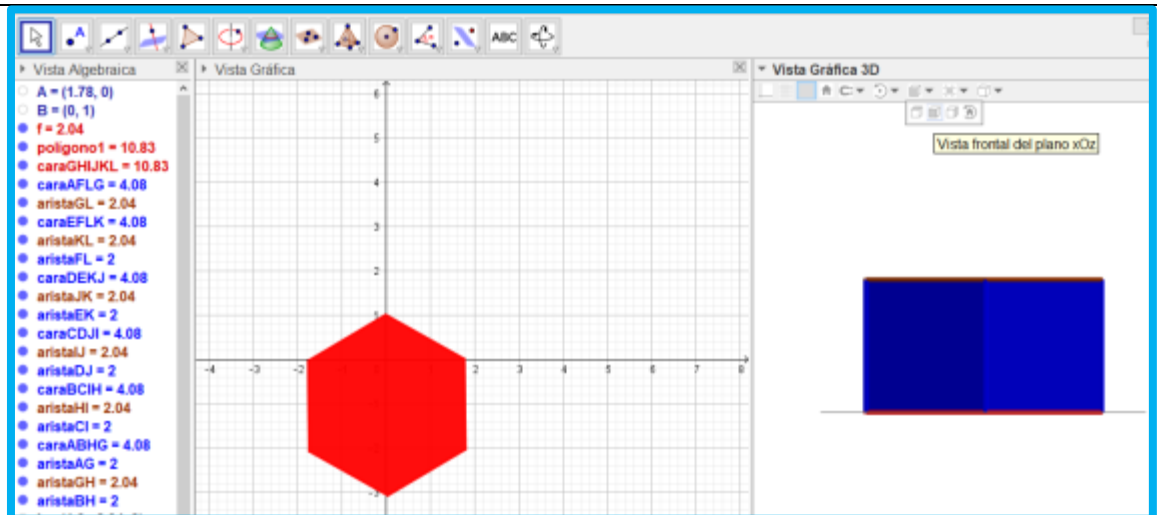 ABC
Vista Algebraica
Vista Gráfica
Vista Gráfica 3D
A = (1.78, 0)
B = (0, 1)
f = 2.04
polígono1 = 10.83
caraGHIJKL = 10.83
caraAFLG = 4.08
aristaGL = 2.04
caraEFLK = 4.08
aristaKL = 2.04
aristaFL = 2
caraDEKJ = 4.08
aristaJK = 2.04
aristaEK = 2
caraCDJI = 4.08
aristaIJ = 2.04
aristaDJ = 2
caraBCIH = 4.08
aristaHI = 2.04
aristaCI = 2
caraABHG = 4.08
aristaAG = 2
aristaGH = 2.04
aristaBH = 2
6
5
4
3
2
1
-4 -3 -2 2 3 4 5 6 7 8
Vista frontal del plano xOz